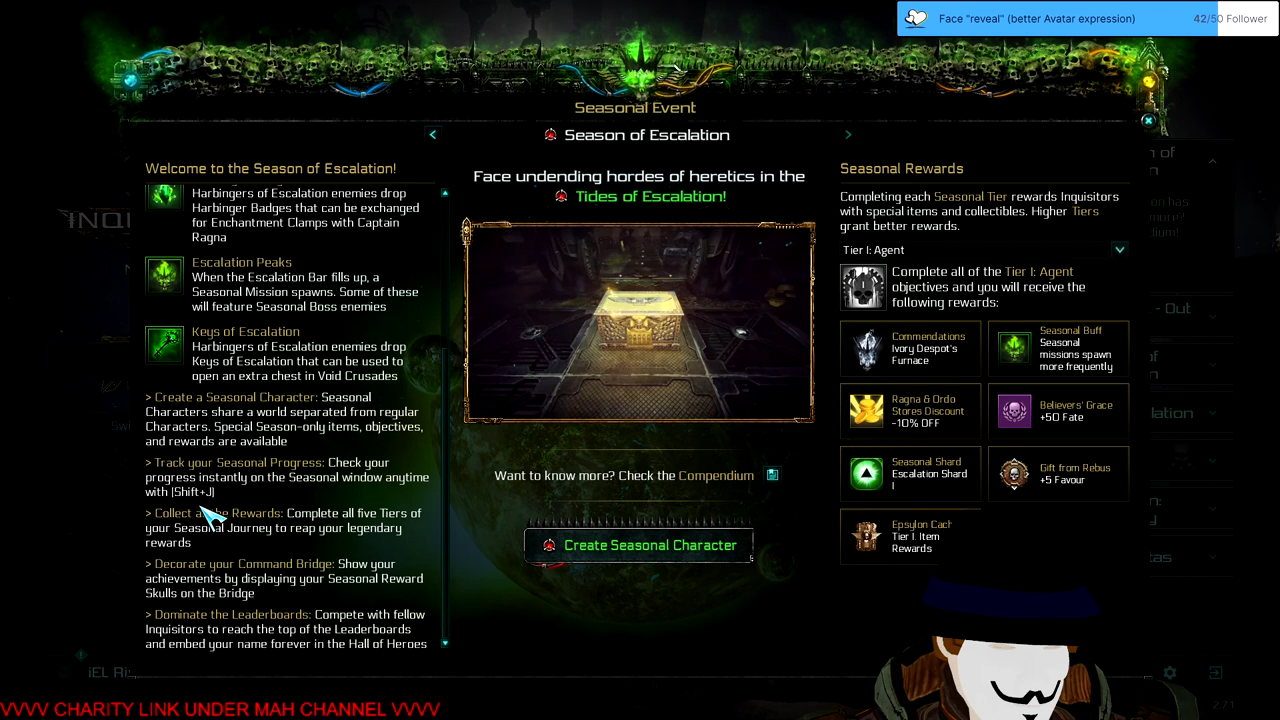 Face "reveal" (better Avatar expression)
42/50 Follower
Seasonal Event
Season of Escalation
Welcome to the Season of Escalation!
Harbingers of Escalation enemies drop
Harbinger Badges that can be exchanged
for Enchantment Clamps with Captain
Ragna
Escalation Peaks
When the Escalation Bar fills up, a
Seasonal Mission spawns. Some of these
will feature Seasonal Boss enemies
Keys of Escalation
Harbingers of Escalation enemies drop
Keys of Escalation that can be used to
open an extra chest in Void Crusades
> Create a Seasonal Character: Seasonal
Characters share a world separated from regular
Characters. Special Season-only items, objectives,
and rewards are available
> Track your Seasonal Progress: Check your
progress instantly on the Seasonal window anytime
with [Shift+J]
> Collect all the Rewards: Complete all five Tiers of
your Seasonal Journey to reap your legendary
rewards
> Decorate your Command Bridge: Show your
achievements by displaying your Seasonal Reward
Skulls on the Bridge
> Dominate the Leaderboards: Compete with fellow
Inquisitors to reach the top of the Leaderboards
and embed your name forever in the Hall of Heroes
Face undending hordes of heretics in the
Tides of Escalation!
Want to know more? Check the Compendium
Create Seasonal Character
Seasonal Rewards
Completing each Seasonal Tier rewards Inquisitors
with special items and collectibles. Higher Tiers
grant better rewards.
Tier I: Agent
Complete all of the Tier I: Agent
objectives and you will receive the
following rewards:
Commendations
Ivory Despot's
Furnace
Seasonal Buff
Seasonal
missions spawn
more frequently
Ragna & Ordo
Stores Discount
-10% OFF
Believers' Grace
+50 Fate
Seasonal Shard
Escalation Shard
I
Gift from Rebus
+5 Favour
Epsylon Cach
Tier I. Item
Rewards
- Out
INQ
2.7.1
VVVV CHARITY LINK UNDER MAH CHANNEL VVVV